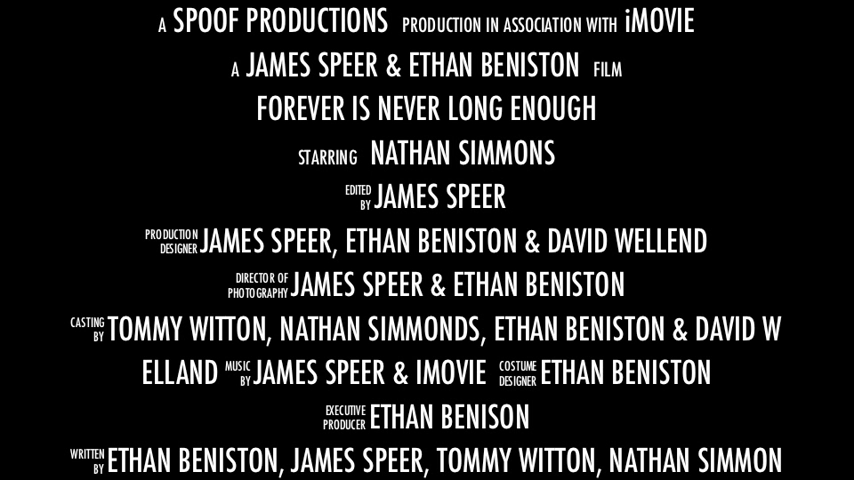 A SPOOF PRODUCTIONS PRODUCTION IN ASSOCIATION WITH iMOVIE
A JAMES SPEER & ETHAN BENISTON FILM
FOREVER IS NEVER LONG ENOUGH
STARRING NATHAN SIMMONS
EDITED BY JAMES SPEER
PRODUCTION DESIGNER JAMES SPEER, ETHAN BENISTON & DAVID WELLEND
DIRECTOR OF PHOTOGRAPHY JAMES SPEER & ETHAN BENISTON
CASTING BY TOMMY WITTON, NATHAN SIMMONDS, ETHAN BENISTON & DAVID W
ELLAND MUSIC BY JAMES SPEER & IMOVIE COSTUME DESIGNER ETHAN BENISTON
EXECUTIVE PRODUCER ETHAN BENISON
WRITTEN BY ETHAN BENISTON, JAMES SPEER, TOMMY WITTON, NATHAN SIMMON